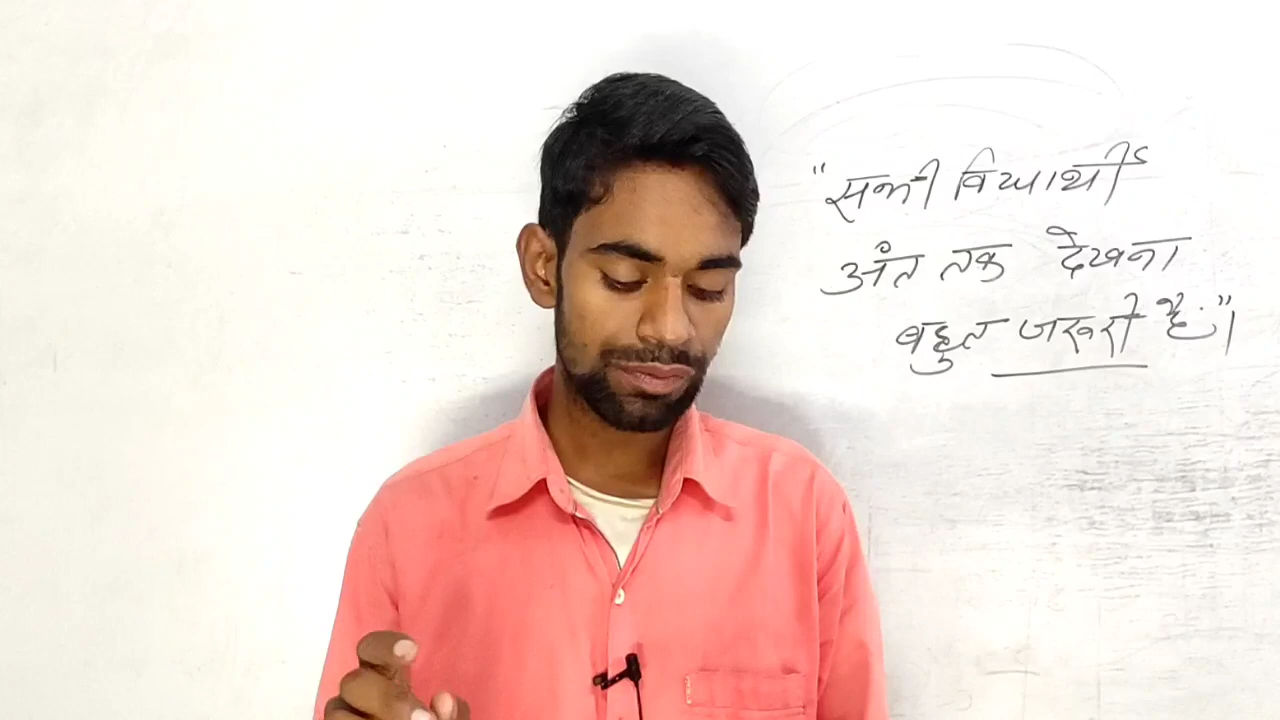 "सभी विद्यार्थी
अंत तक देखना
बहुत जरूरी है"।